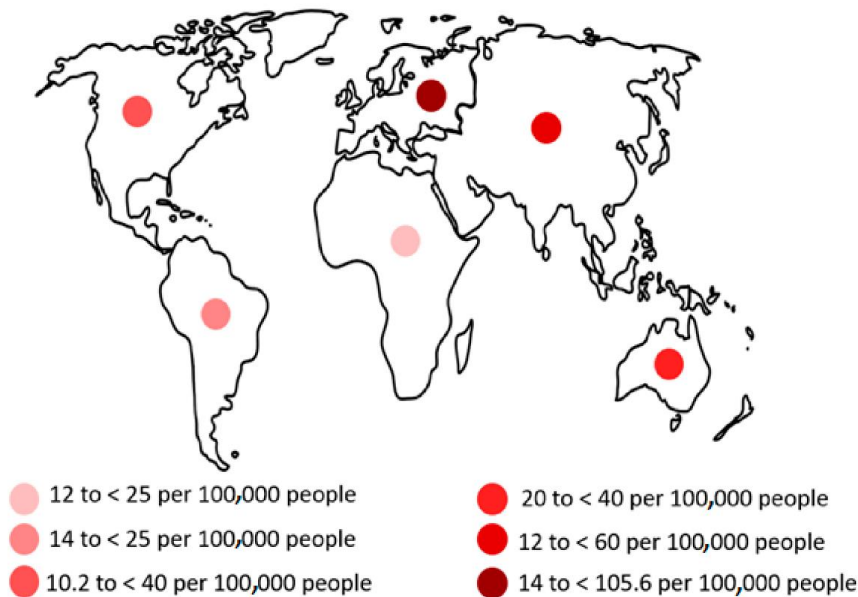 12 to < 25 per 100,000 people
14 to < 25 per 100,000 people
10.2 to < 40 per 100,000 people
20 to < 40 per 100,000 people
12 to < 60 per 100,000 people
14 to < 105.6 per 100,000 people